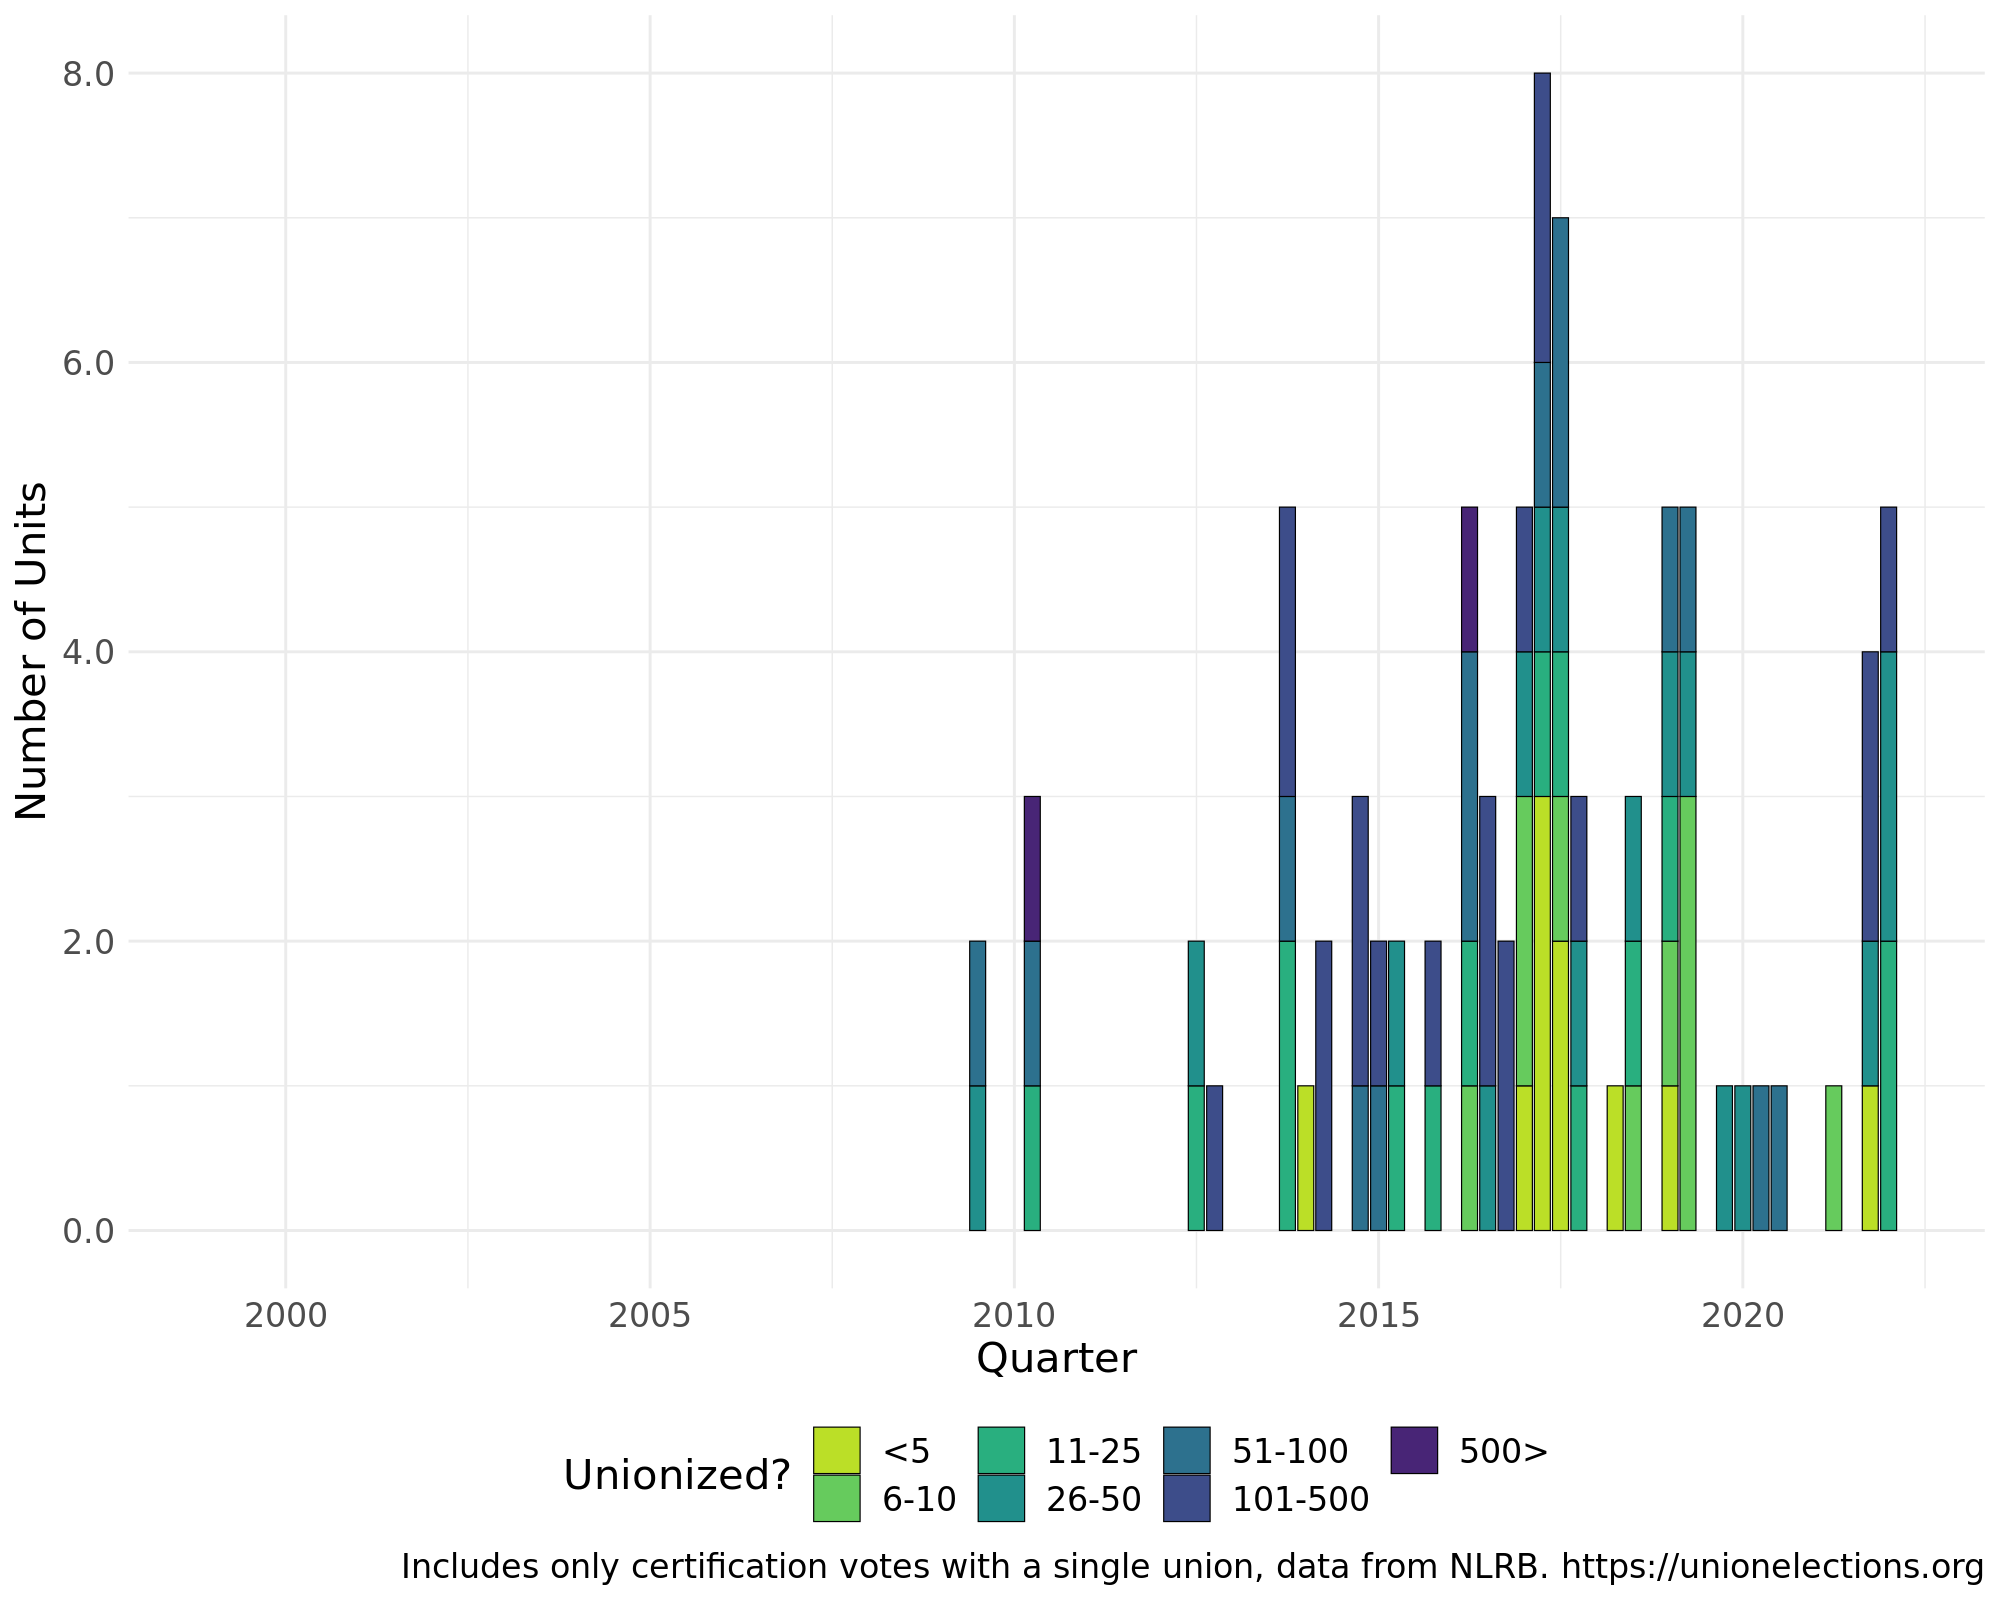 8.0
6.0
4.0
2.0
0.0
Number of Units
2000 2005 2010 2015 2020
Quarter
Unionized?
<5 11-25 51-100 500>
6-10 26-50 101-500
Includes only certification votes with a single union, data from NLRB. https://unionelections.org